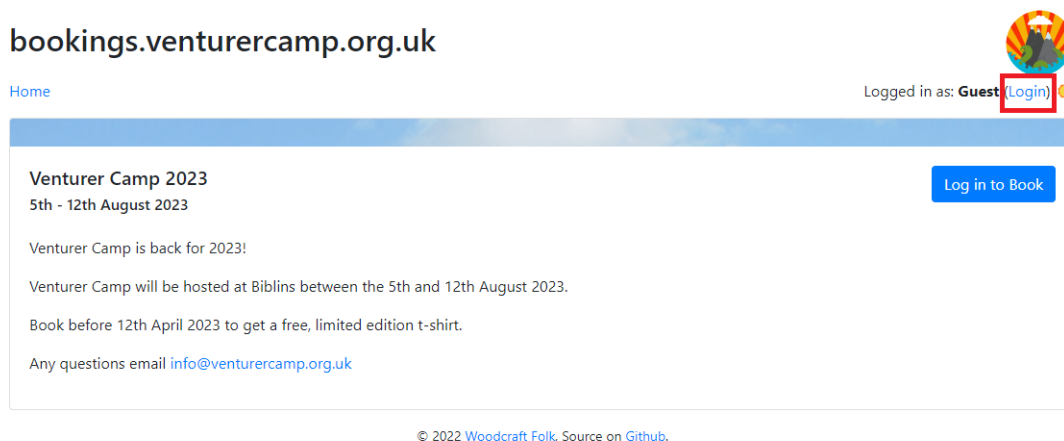 bookings.venturercamp.org.uk
Home
Logged in as: Guest (Login)
Venturer Camp 2023
Log in to Book
5th - 12th August 2023
Venturer Camp is back for 2023!
Venturer Camp will be hosted at Biblins between the 5th and 12th August 2023.
Book before 12th April 2023 to get a free, limited edition t-shirt.
Any questions email info@venturercamp.org.uk
© 2022 Woodcraft Folk. Source on Github.